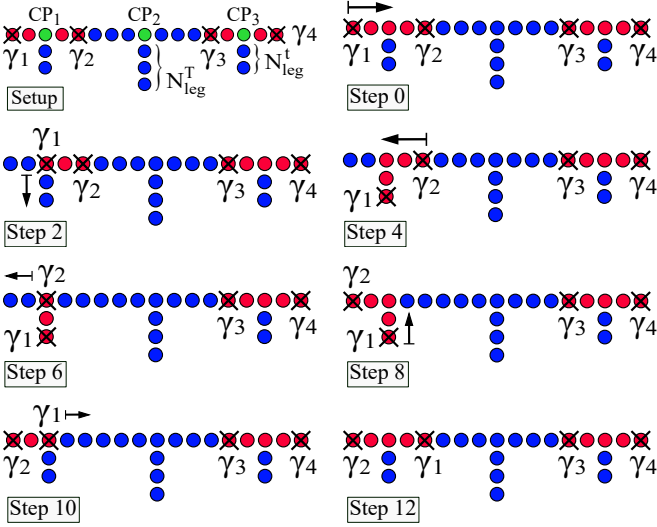 CP₁ CP₂ CP₃
γ₁ γ₂ γ₃ γ₄
N_leg^T N_leg^t
Setup
γ₁ γ₂ γ₃ γ₄
Step 0
γ₁
γ₂ γ₃ γ₄
Step 2
γ₁ γ₂ γ₃ γ₄
Step 4
γ₂
γ₁ γ₃ γ₄
Step 6
γ₂
γ₁ γ₃ γ₄
Step 8
γ₁
γ₂ γ₃ γ₄
Step 10
γ₂ γ₁ γ₃ γ₄
Step 12